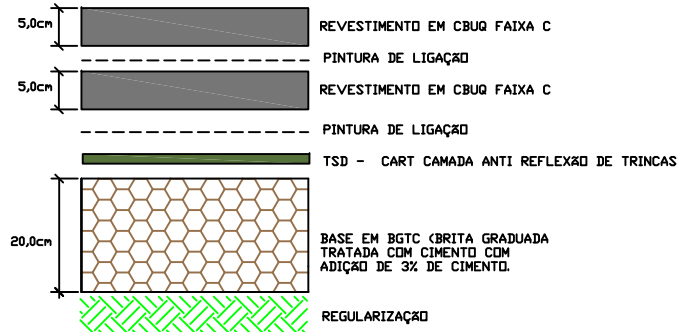 5,0cm
REVESTIMENTO EM CBUQ FAIXA C
PINTURA DE LIGAÇÃO
5,0cm
REVESTIMENTO EM CBUQ FAIXA C
PINTURA DE LIGAÇÃO
TSD - CART CAMADA ANTI REFLEXÃO DE TRINCAS
20,0cm
BASE EM BGTC (BRITA GRADUADA
TRATADA COM CIMENTO COM
ADIÇÃO DE 3% DE CIMENTO.
REGULARIZAÇÃO